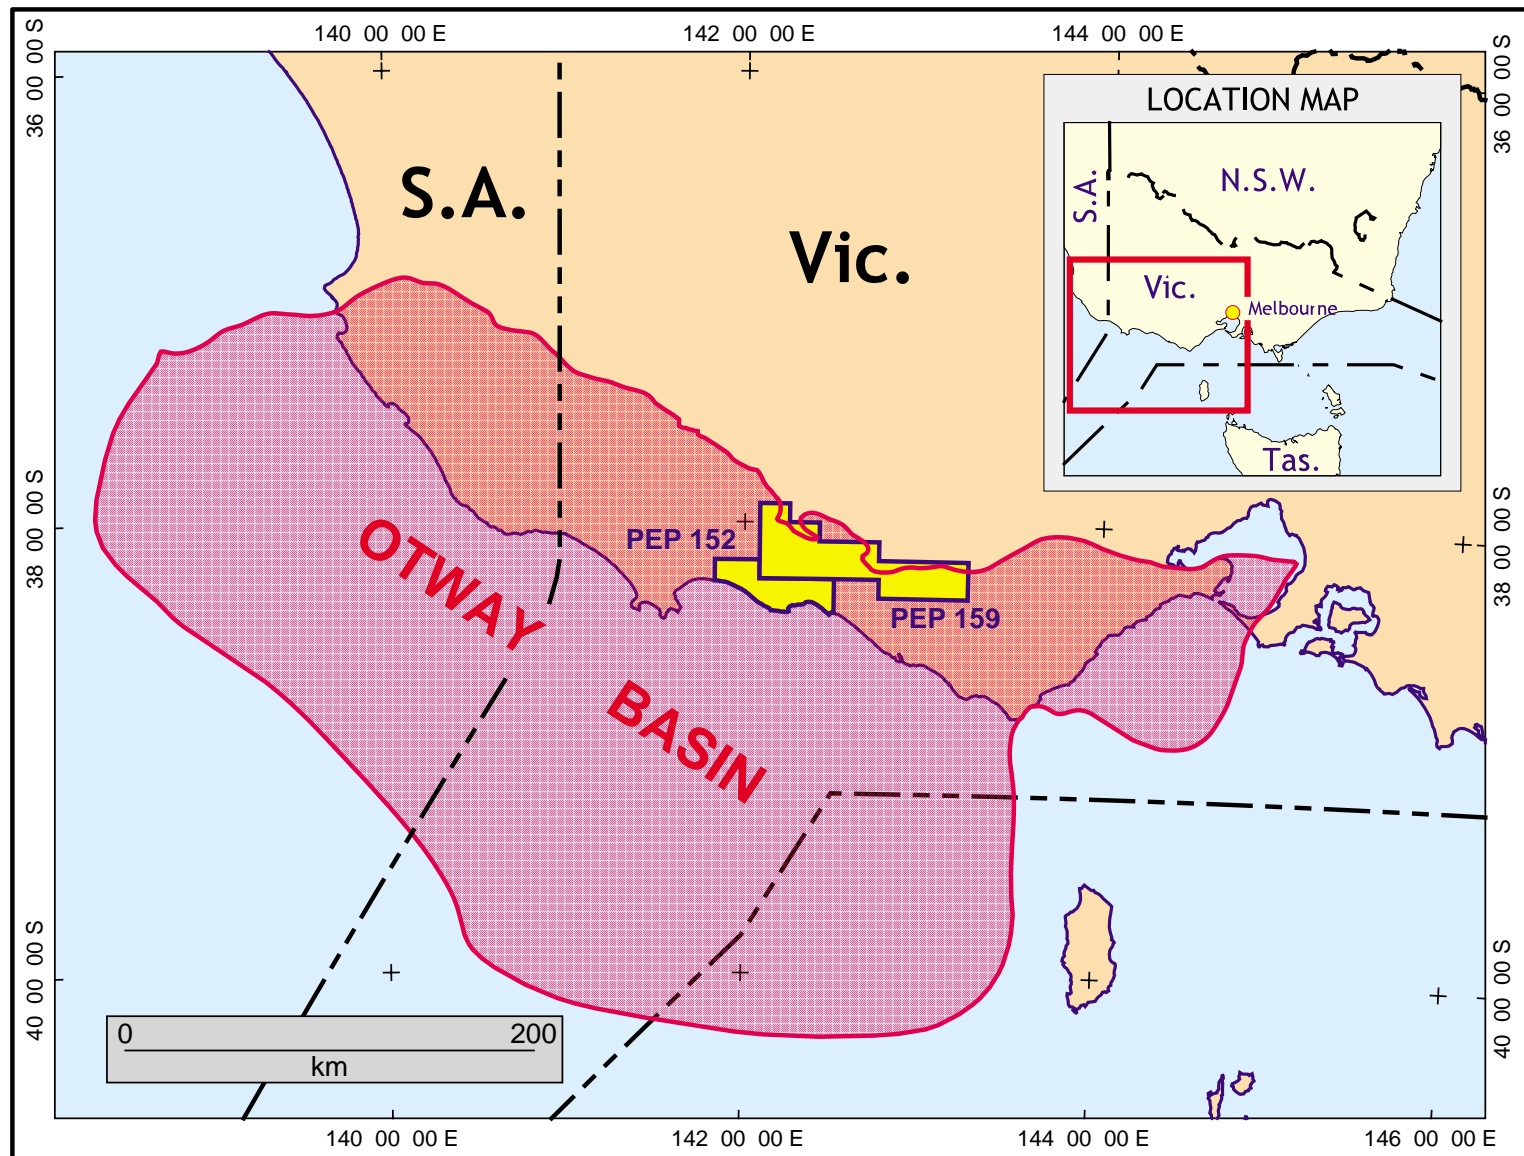 140 00 00 E
142 00 00 E
144 00 00 E
36 00 00 S
36 00 00 S
LOCATION MAP
S.A.
N.S.W.
Vic.
Melbourne
Tas.
S.A.
Vic.
38 00 00 S
38 00 00 S
PEP 152
PEP 159
OTWAY
BASIN
40 00 00 S
40 00 00 S
0 200
km
140 00 00 E
142 00 00 E
144 00 00 E
146 00 00 E